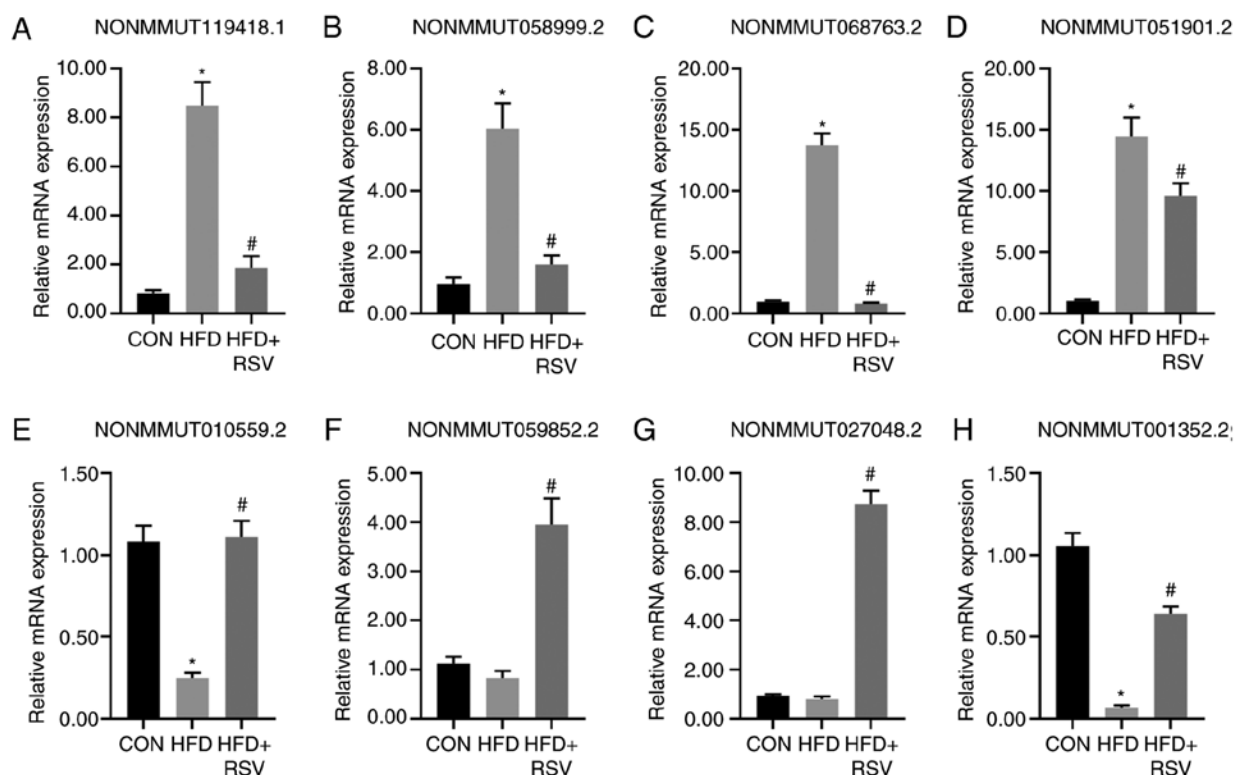 A NONMMUT119418.1
Relative mRNA expression
10.00
8.00
6.00
4.00
2.00
0.00
*
#
CON HFD HFD+
RSV
B NONMMUT058999.2
Relative mRNA expression
8.00
6.00
4.00
2.00
0.00
*
#
CON HFD HFD+
RSV
C NONMMUT068763.2
Relative mRNA expression
20.00
15.00
10.00
5.00
0.00
*
#
CON HFD HFD+
RSV
D NONMMUT051901.2
Relative mRNA expression
20.00
15.00
10.00
5.00
0.00
*
#
CON HFD HFD+
RSV
E NONMMUT010559.2
Relative mRNA expression
1.50
1.00
0.50
0.00
*
#
CON HFD HFD+
RSV
F NONMMUT059852.2
Relative mRNA expression
5.00
4.00
3.00
2.00
1.00
0.00
#
CON HFD HFD+
RSV
G NONMMUT027048.2
Relative mRNA expression
10.00
8.00
6.00
4.00
2.00
0.00
#
CON HFD HFD+
RSV
H NONMMUT001352.2
Relative mRNA expression
1.50
1.00
0.50
0.00
*
#
CON HFD HFD+
RSV